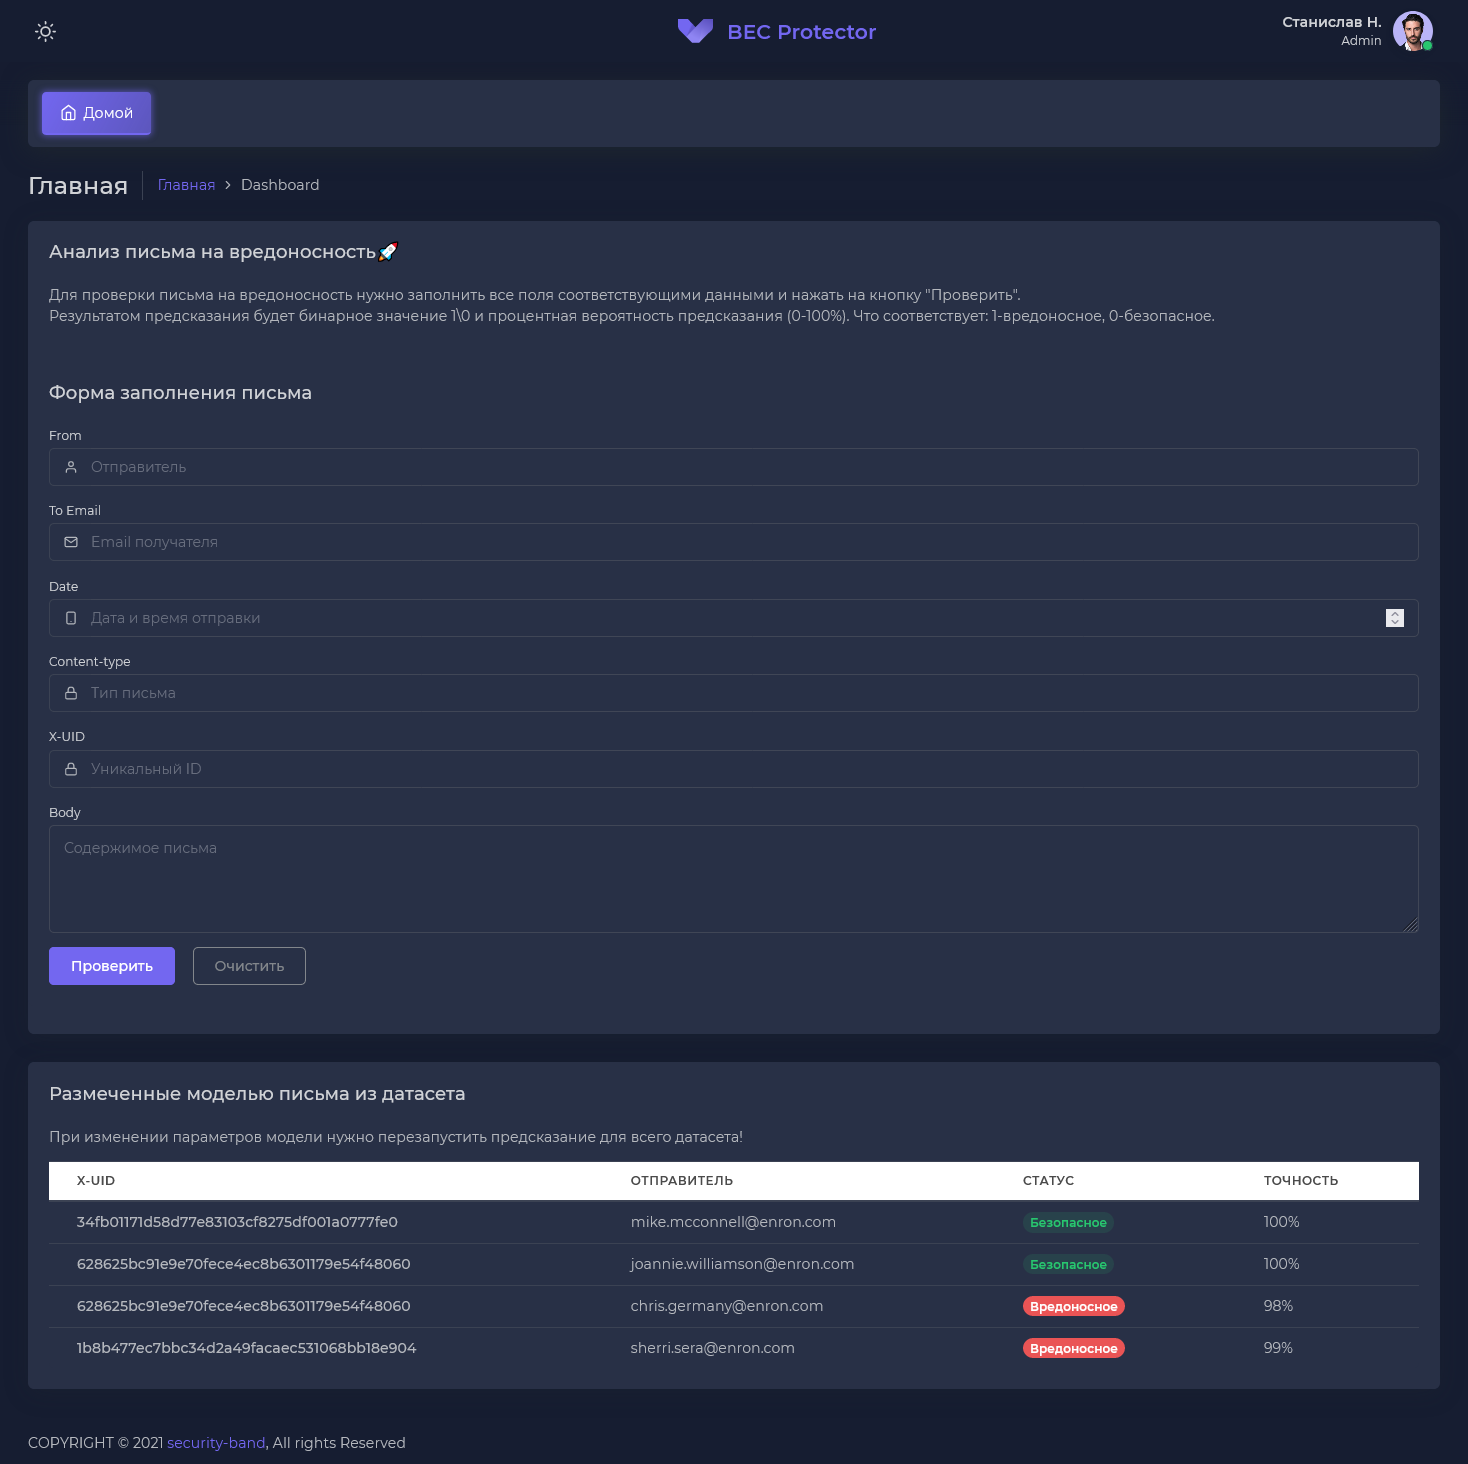 BEC Protector
Станислав Н.
Admin
Домой
Главная
Главная > Dashboard
Анализ письма на вредоносность🚀
Для проверки письма на вредоносность нужно заполнить все поля соответствующими данными и нажать на кнопку "Проверить".
Результатом предсказания будет бинарное значение 1\0 и процентная вероятность предсказания (0-100%). Что соответствует: 1-вредоносное, 0-безопасное.
Форма заполнения письма
From
Отправитель
To Email
Email получателя
Date
Дата и время отправки
Content-type
Тип письма
X-UID
Уникальный ID
Body
Содержимое письма
Проверить Очистить
Размеченные моделью письма из датасета
При изменении параметров модели нужно перезапустить предсказание для всего датасета!
X-UID ОТПРАВИТЕЛЬ СТАТУС ТОЧНОСТЬ
34fb01171d58d77e83103cf8275df001a0777fe0 mike.mcconnell@enron.com Безопасное 100%
628625bc91e9e70fece4ec8b6301179e54f48060 joannie.williamson@enron.com Безопасное 100%
628625bc91e9e70fece4ec8b6301179e54f48060 chris.germany@enron.com Вредоносное 98%
1b8b477ec7bbc34d2a49facaec531068bb18e904 sherri.sera@enron.com Вредоносное 99%
COPYRIGHT © 2021 security-band, All rights Reserved